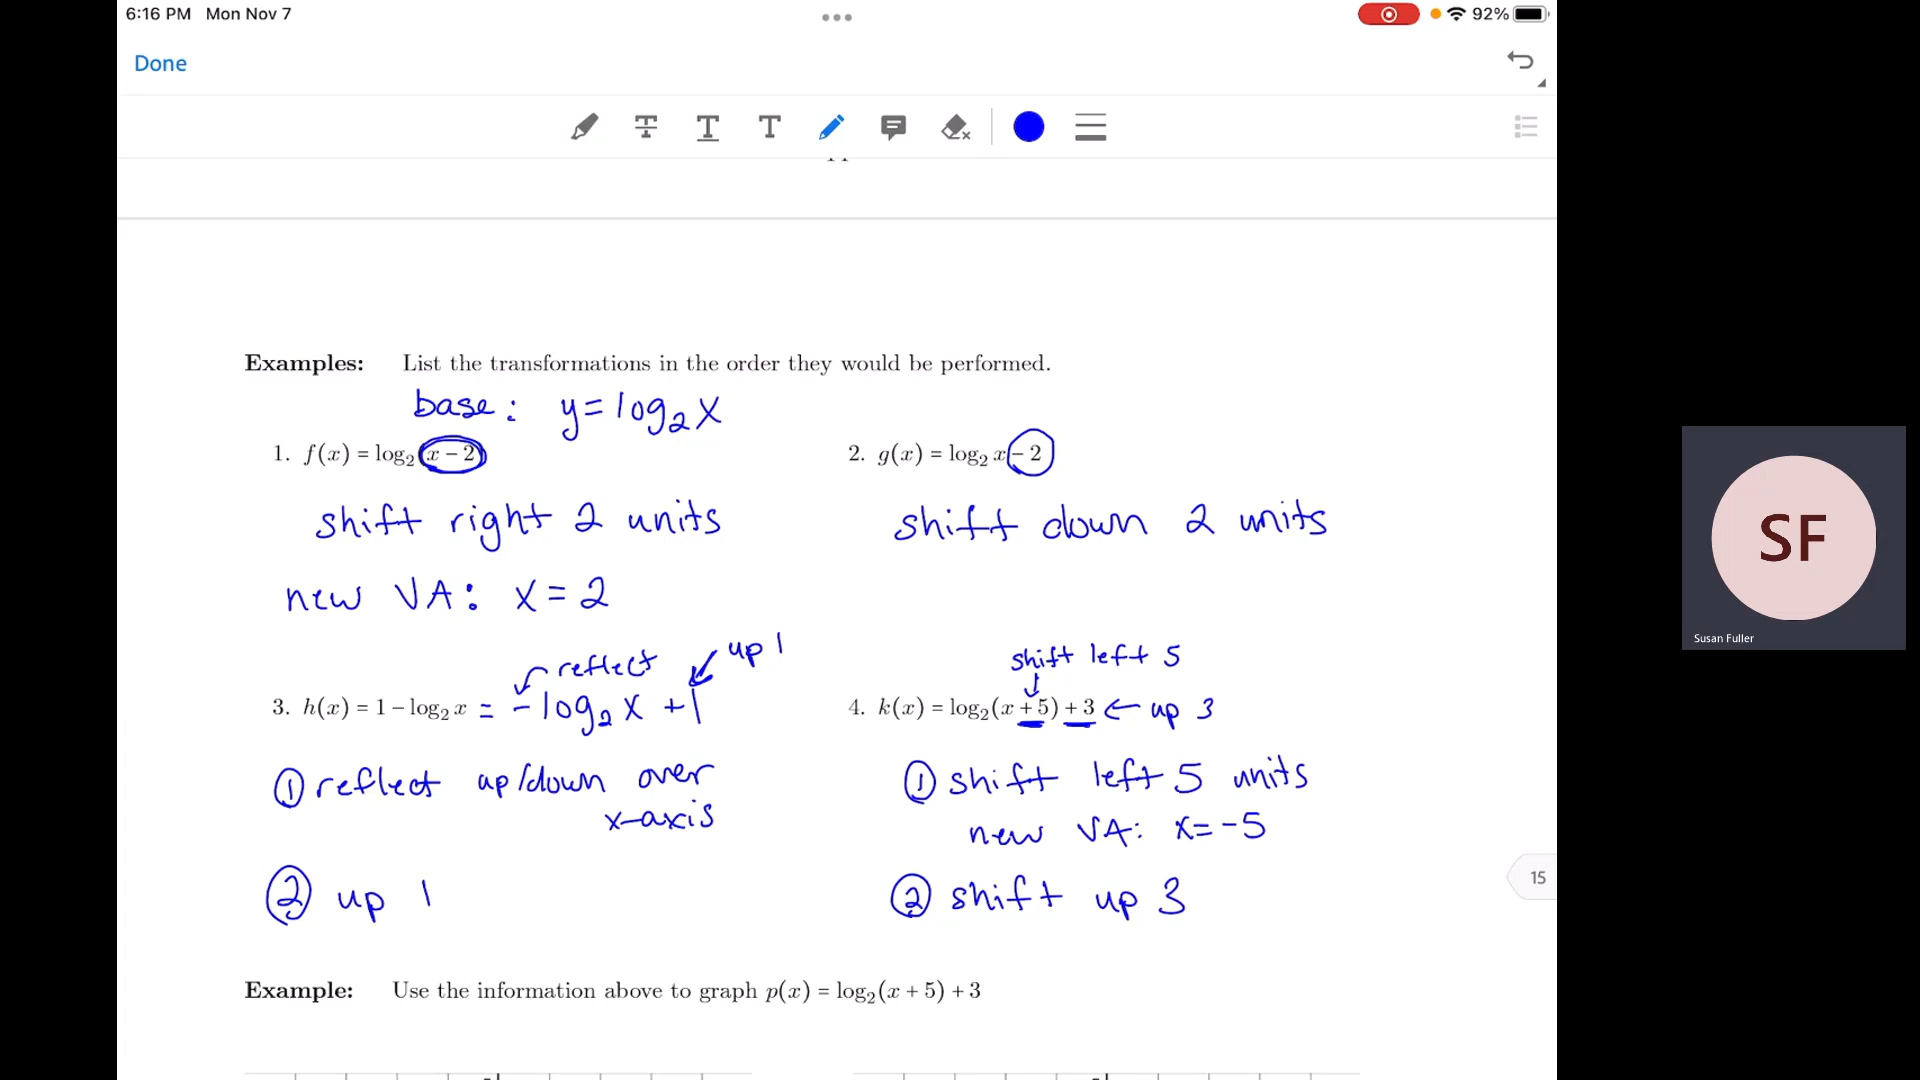 6:16 PM Mon Nov 7
92%
Done
Examples: List the transformations in the order they would be performed.
base: y = log₂ x
1. f(x) = log₂(x − 2)
shift right 2 units
new VA: x = 2
2. g(x) = log₂ x − 2
shift down 2 units
reflect
up 1
3. h(x) = 1 − log₂ x = − log₂ x + 1
① reflect up/down over
x-axis
② up 1
shift left 5
4. k(x) = log₂(x + 5) + 3 ← up 3
① shift left 5 units
new VA: x = -5
② shift up 3
15
Example: Use the information above to graph p(x) = log₂(x + 5) + 3
SF
Susan Fuller